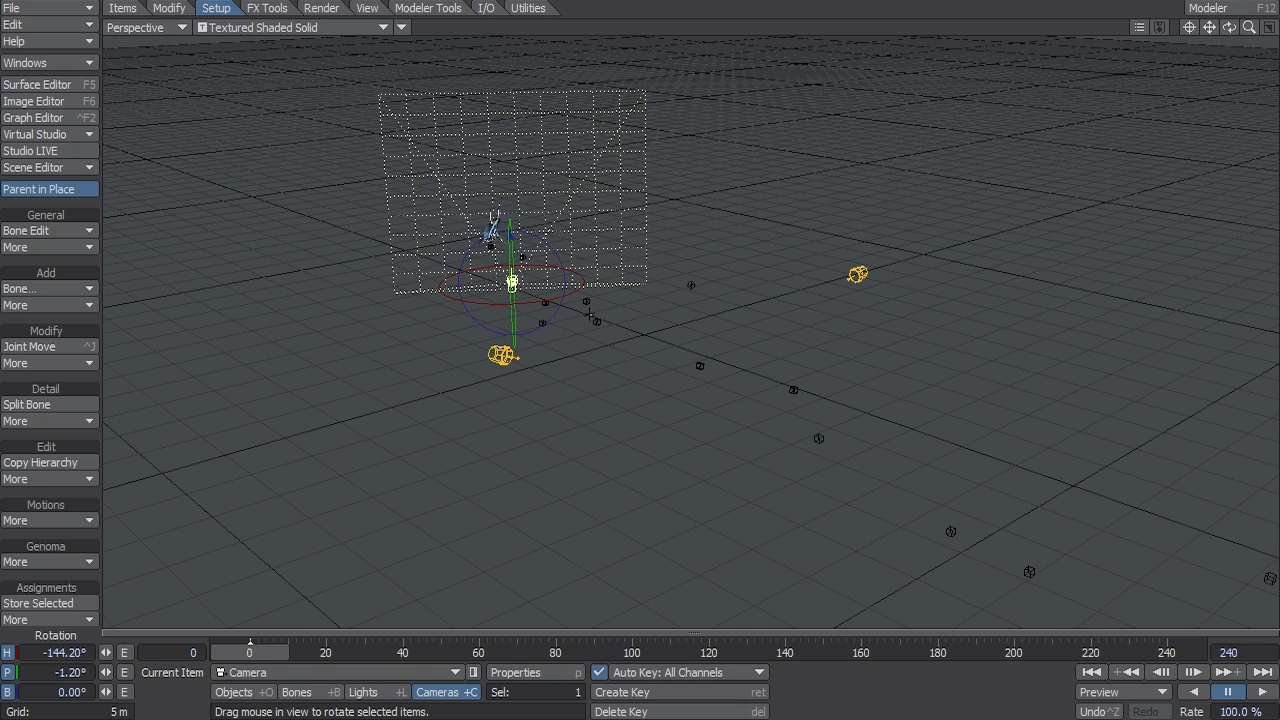 File Items Modify Setup FX Tools Render View Modeler Tools I/O Utilities Modeler F12
Edit Perspective T Textured Shaded Solid
Help
Windows
Surface Editor F5
Image Editor F6
Graph Editor ^F2
Virtual Studio
Studio LIVE
Scene Editor
Parent in Place
General
Bone Edit
More
Add
Bone...
More
Modify
Joint Move ^J
More
Detail
Split Bone
More
Edit
Copy Hierarchy
More
Motions
More
Genoma
More
Assignments
Store Selected
More
Rotation
H -144.20° E 0 0 20 40 60 80 100 120 140 160 180 200 220 240
P -1.20° E Current Item Camera Properties p Auto Key: All Channels
B 0.00° E Objects +O Bones +B Lights +L Cameras +C Sel: 1 Create Key ret Preview
Grid: 5 m Drag mouse in view to rotate selected items. Delete Key del Undo ^Z Redo Rate 100.0 %